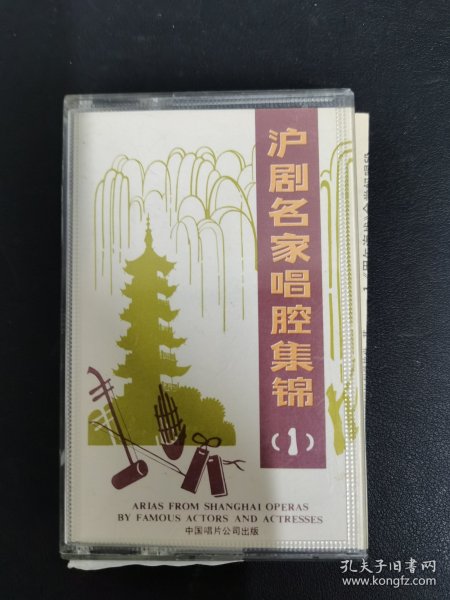 沪剧名家唱腔集锦
(1)
ARIAS FROM SHANGHAI OPERAS
BY FAMOUS ACTORS AND ACTRESSES
中国唱片公司出版
孔夫子旧书网
www.kongfz.com